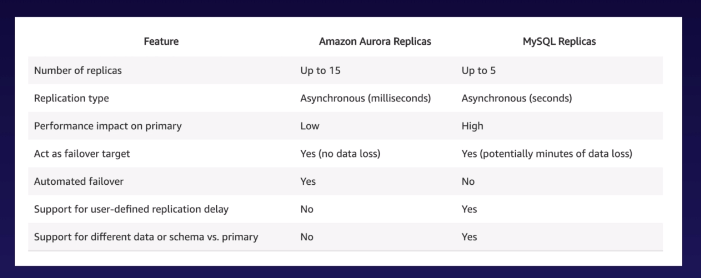 Feature Amazon Aurora Replicas MySQL Replicas
Number of replicas Up to 15 Up to 5
Replication type Asynchronous (milliseconds) Asynchronous (seconds)
Performance impact on primary Low High
Act as failover target Yes (no data loss) Yes (potentially minutes of data loss)
Automated failover Yes No
Support for user-defined replication delay No Yes
Support for different data or schema vs. primary No Yes